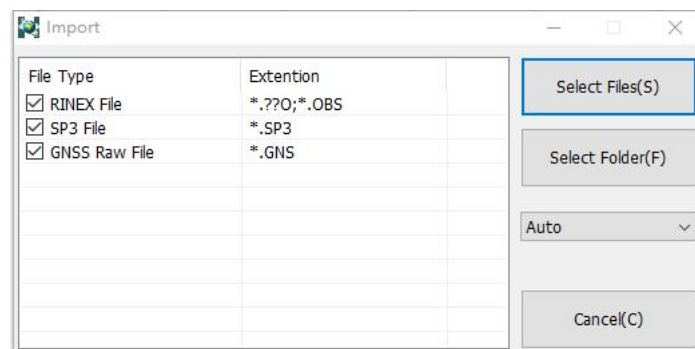 Import
File Type Extention
RINEX File *.??O;*.OBS
SP3 File *.SP3
GNSS Raw File *.GNS
Select Files(S)
Select Folder(F)
Auto
Cancel(C)